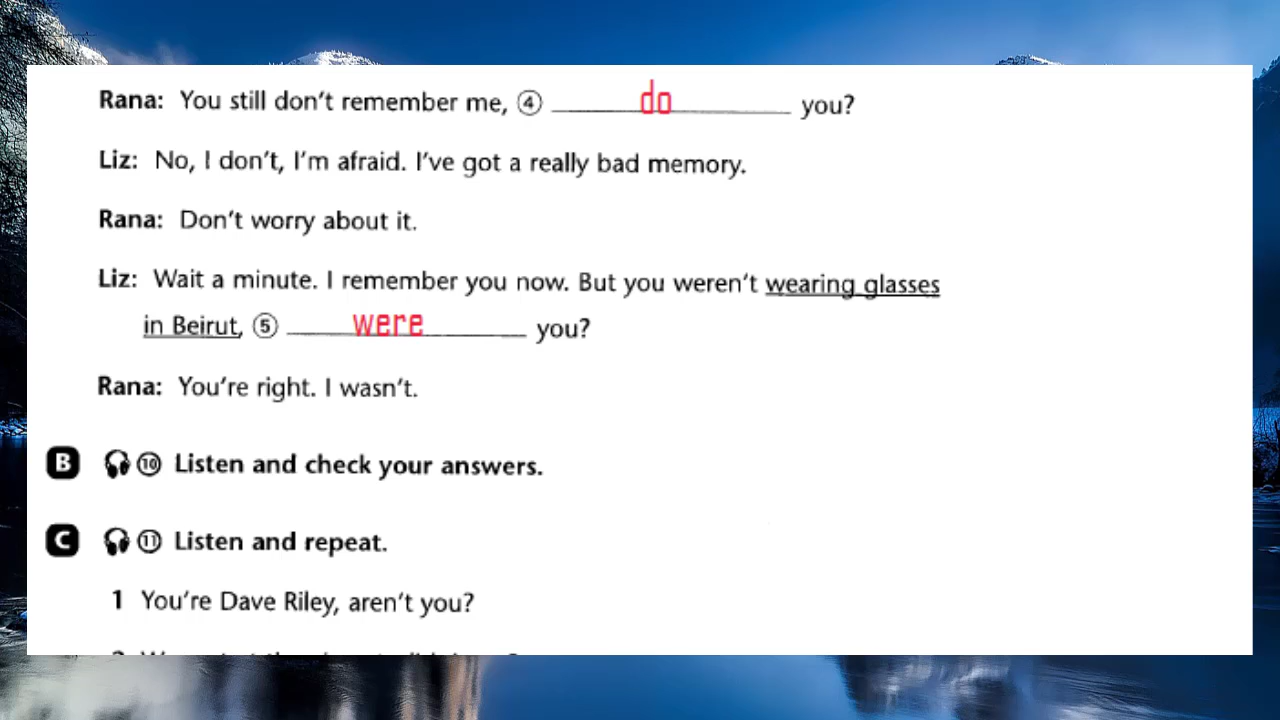 Rana: You still don't remember me, ④ do you?
Liz: No, I don't, I'm afraid. I've got a really bad memory.
Rana: Don't worry about it.
Liz: Wait a minute. I remember you now. But you weren't wearing glasses
in Beirut, ⑤ were you?
Rana: You're right. I wasn't.
B ⑩ Listen and check your answers.
C ⑪ Listen and repeat.
1 You're Dave Riley, aren't you?